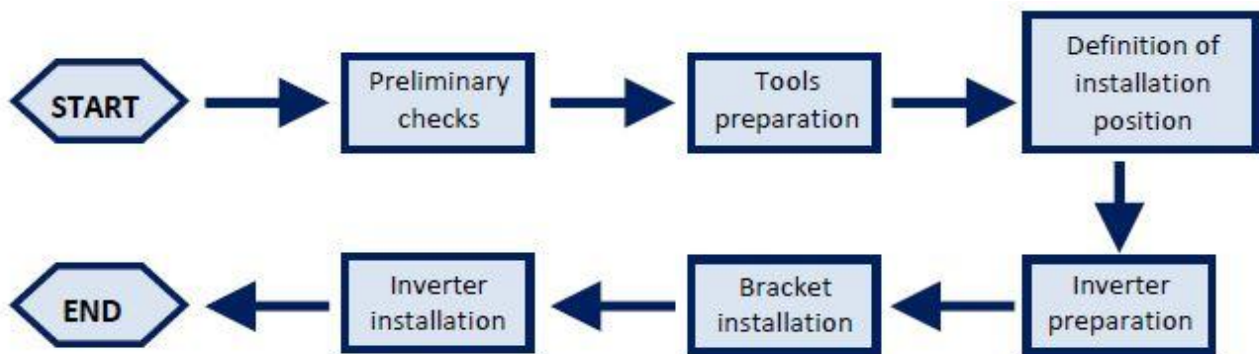 START
Preliminary
checks
Tools
preparation
Definition of
installation
position
Inverter
preparation
Bracket
installation
Inverter
installation
END